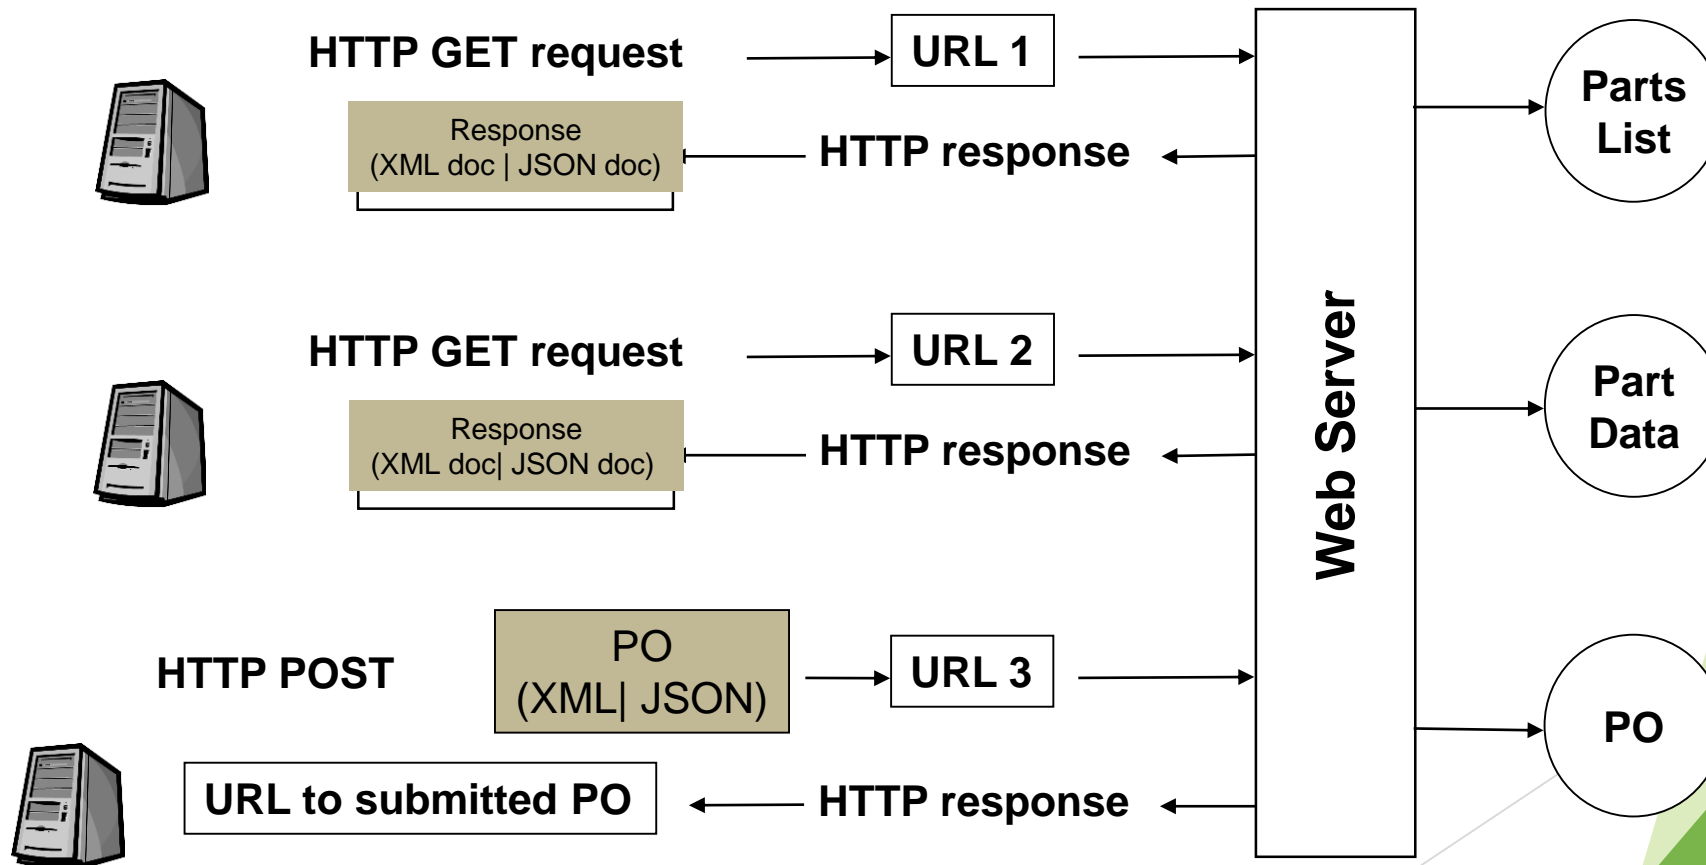 HTTP GET request
URL 1
Response
(XML doc | JSON doc)
HTTP response
Parts
List
HTTP GET request
URL 2
Response
(XML doc| JSON doc)
HTTP response
Web Server
Part
Data
HTTP POST
PO
(XML| JSON)
URL 3
PO
URL to submitted PO
HTTP response